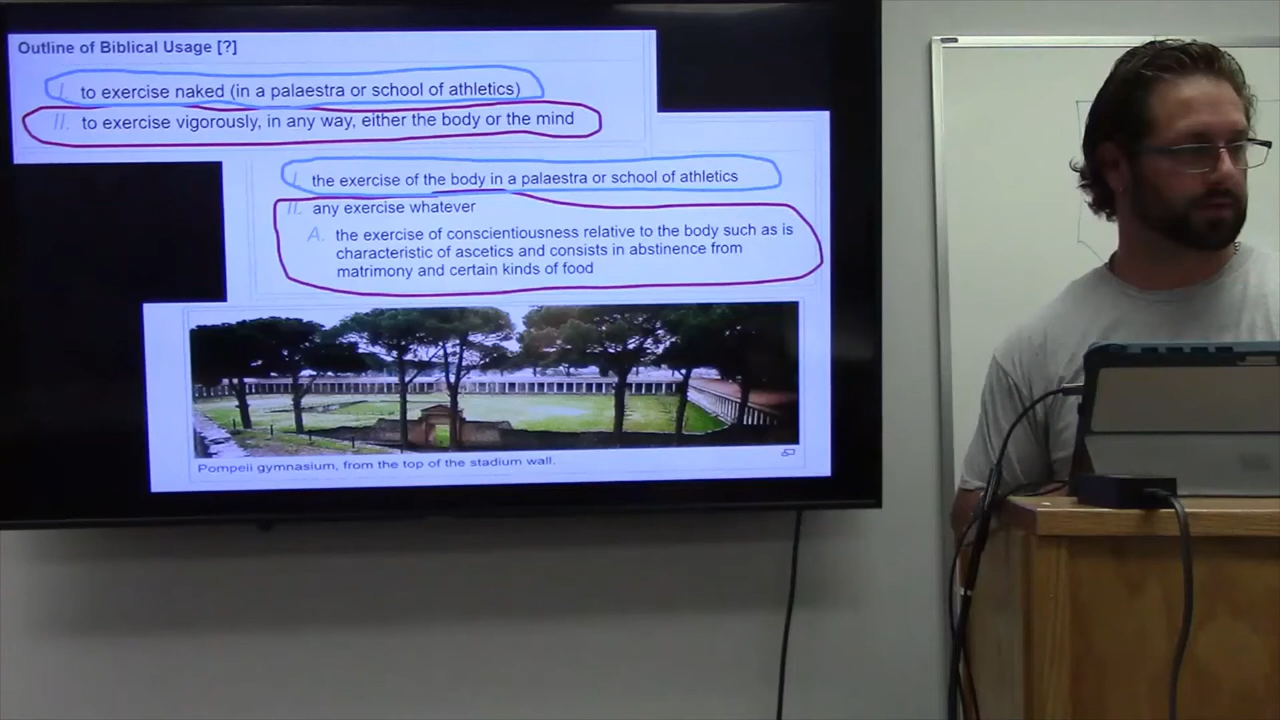 Outline of Biblical Usage [?]
I. to exercise naked (in a palaestra or school of athletics)
II. to exercise vigorously, in any way, either the body or the mind
I. the exercise of the body in a palaestra or school of athletics
II. any exercise whatever
A. the exercise of conscientiousness relative to the body such as is
characteristic of ascetics and consists in abstinence from
matrimony and certain kinds of food
Pompeii gymnasium, from the top of the stadium wall.